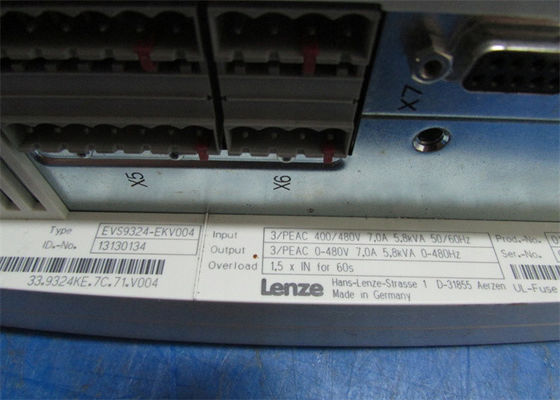 X7
X5
X6
Type EVS9324-EKV004
ID.-No. 13130134
33.9324KE.7C.71.V004
Input 3/PEAC 400/480V 7,0A 5,8kVA 50/60Hz
Output 3/PEAC 0-480V 7,0A 5,8kVA 0-480Hz
Overload 1,5 x IN for 60s
Lenze
Hans-Lenze-Strasse 1 D-31855 Aerzen
Made in Germany
Prod.-No.
Ser.-No.
UL-Fuse